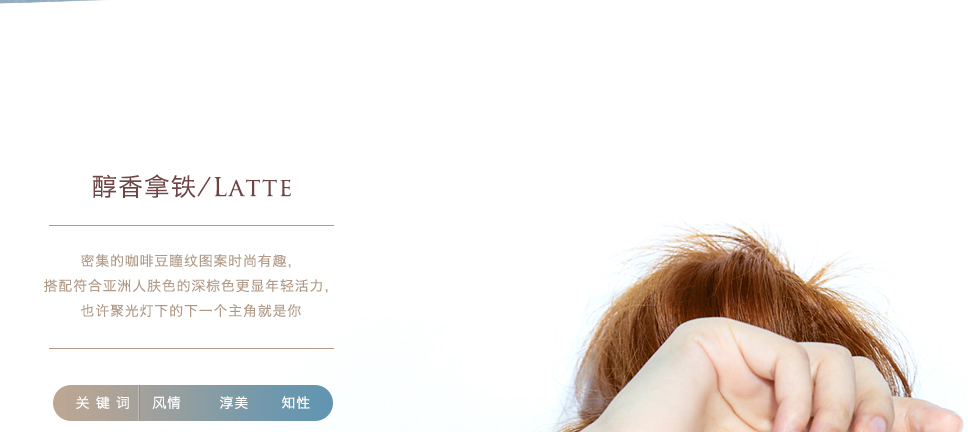 醇香拿铁/LATTE
密集的咖啡豆瞳纹图案时尚有趣,
搭配符合亚洲人肤色的深棕色更显年轻活力,
也许聚光灯下的下一个主角就是你
关键词 风情 淳美 知性